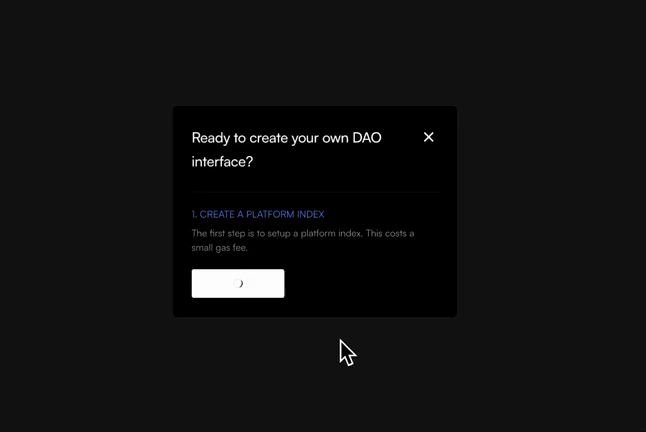 Ready to create your own DAO
interface?
1. CREATE A PLATFORM INDEX
The first step is to setup a platform index. This costs a
small gas fee.